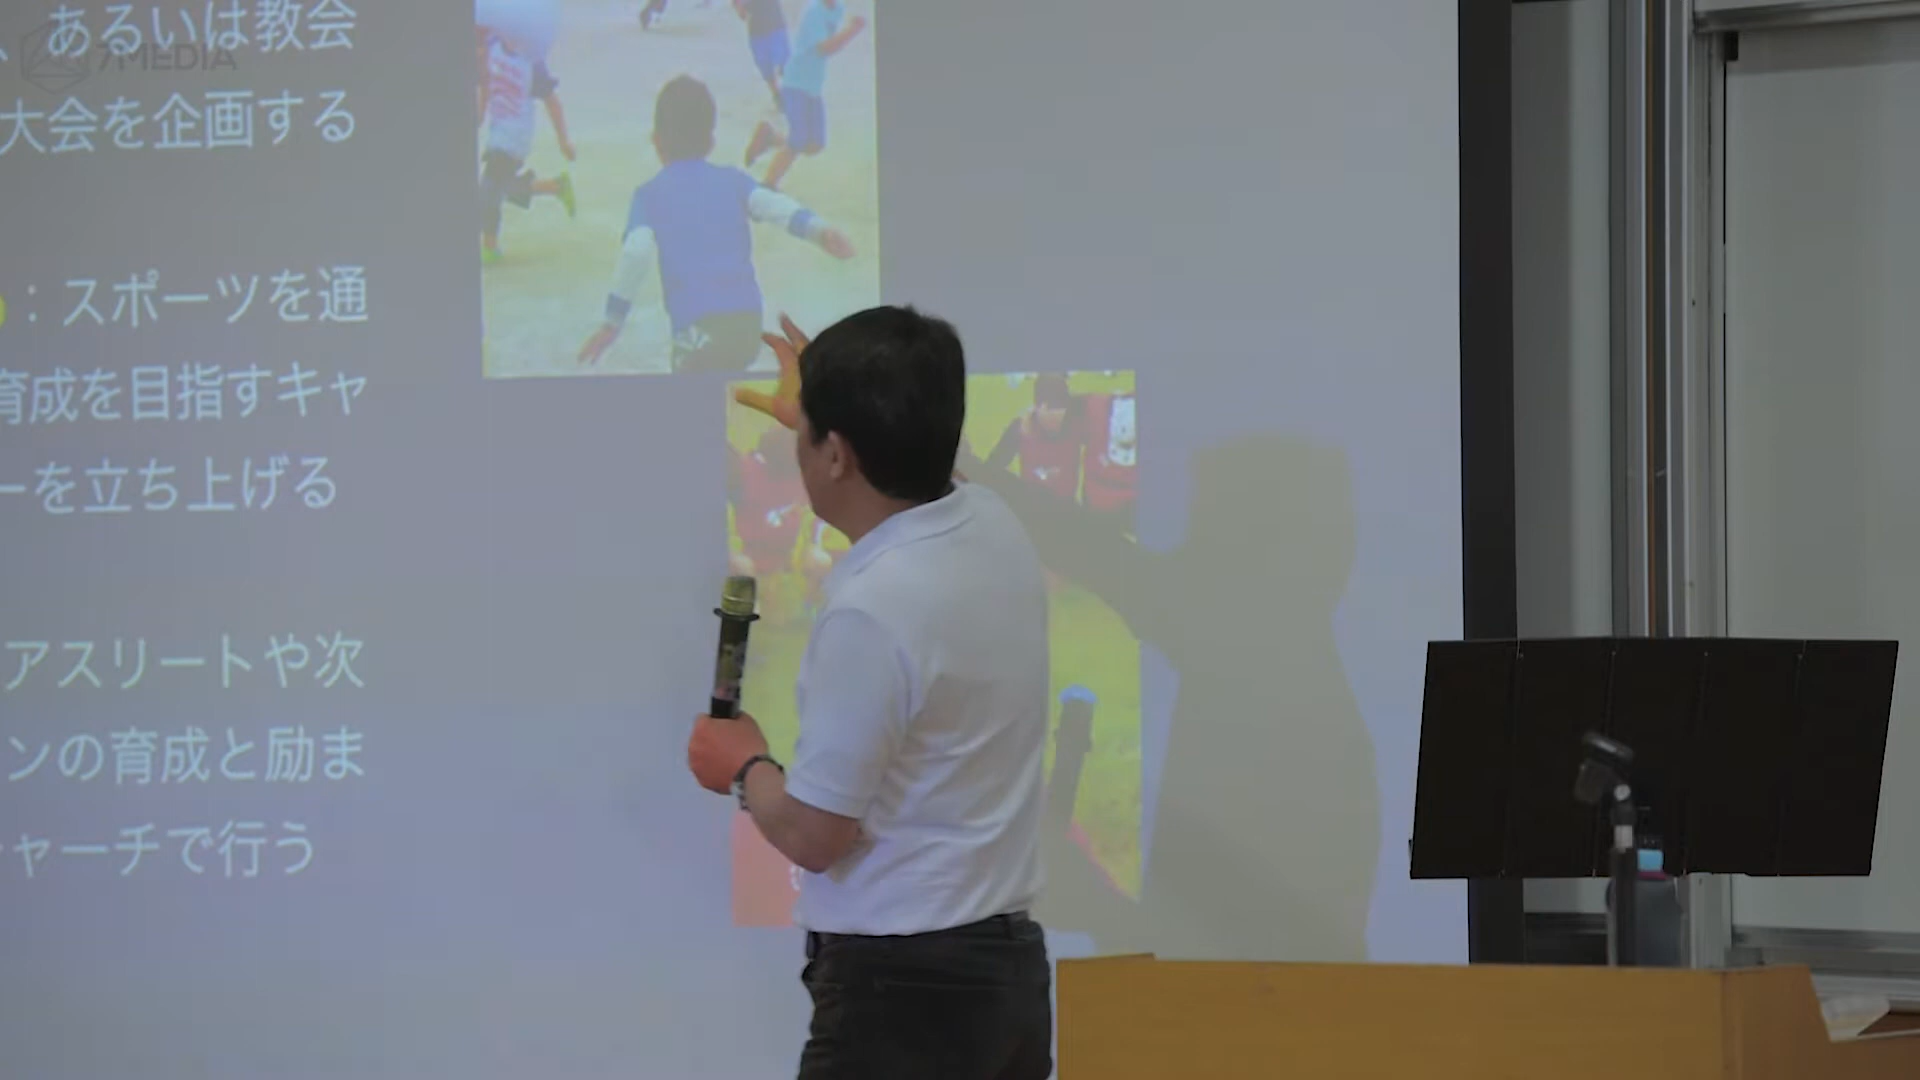 7MEDIA
、あるいは教会
大会を企画する
：スポーツを通
育成を目指すキャ
ーを立ち上げる
アスリートや次
ンの育成と励ま
チャーチで行う